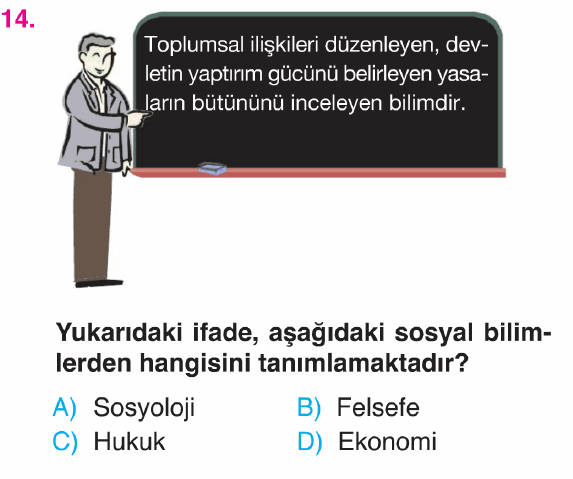 14.
Toplumsal ilişkileri düzenleyen, dev-
letin yaptırım gücünü belirleyen yasa-
ların bütününü inceleyen bilimdir.
Yukarıdaki ifade, aşağıdaki sosyal bilim-
lerden hangisini tanımlamaktadır?
A) Sosyoloji B) Felsefe
C) Hukuk D) Ekonomi